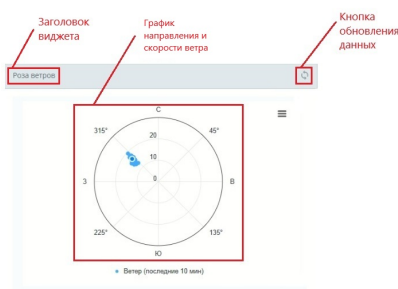 Заголовок
виджета
График
направления и
скорости ветра
Кнопка
обновления
данных
Роза ветров
С
315°
45°
20
10
З
0
В
225°
135°
Ю
Ветер (последние 10 мин)